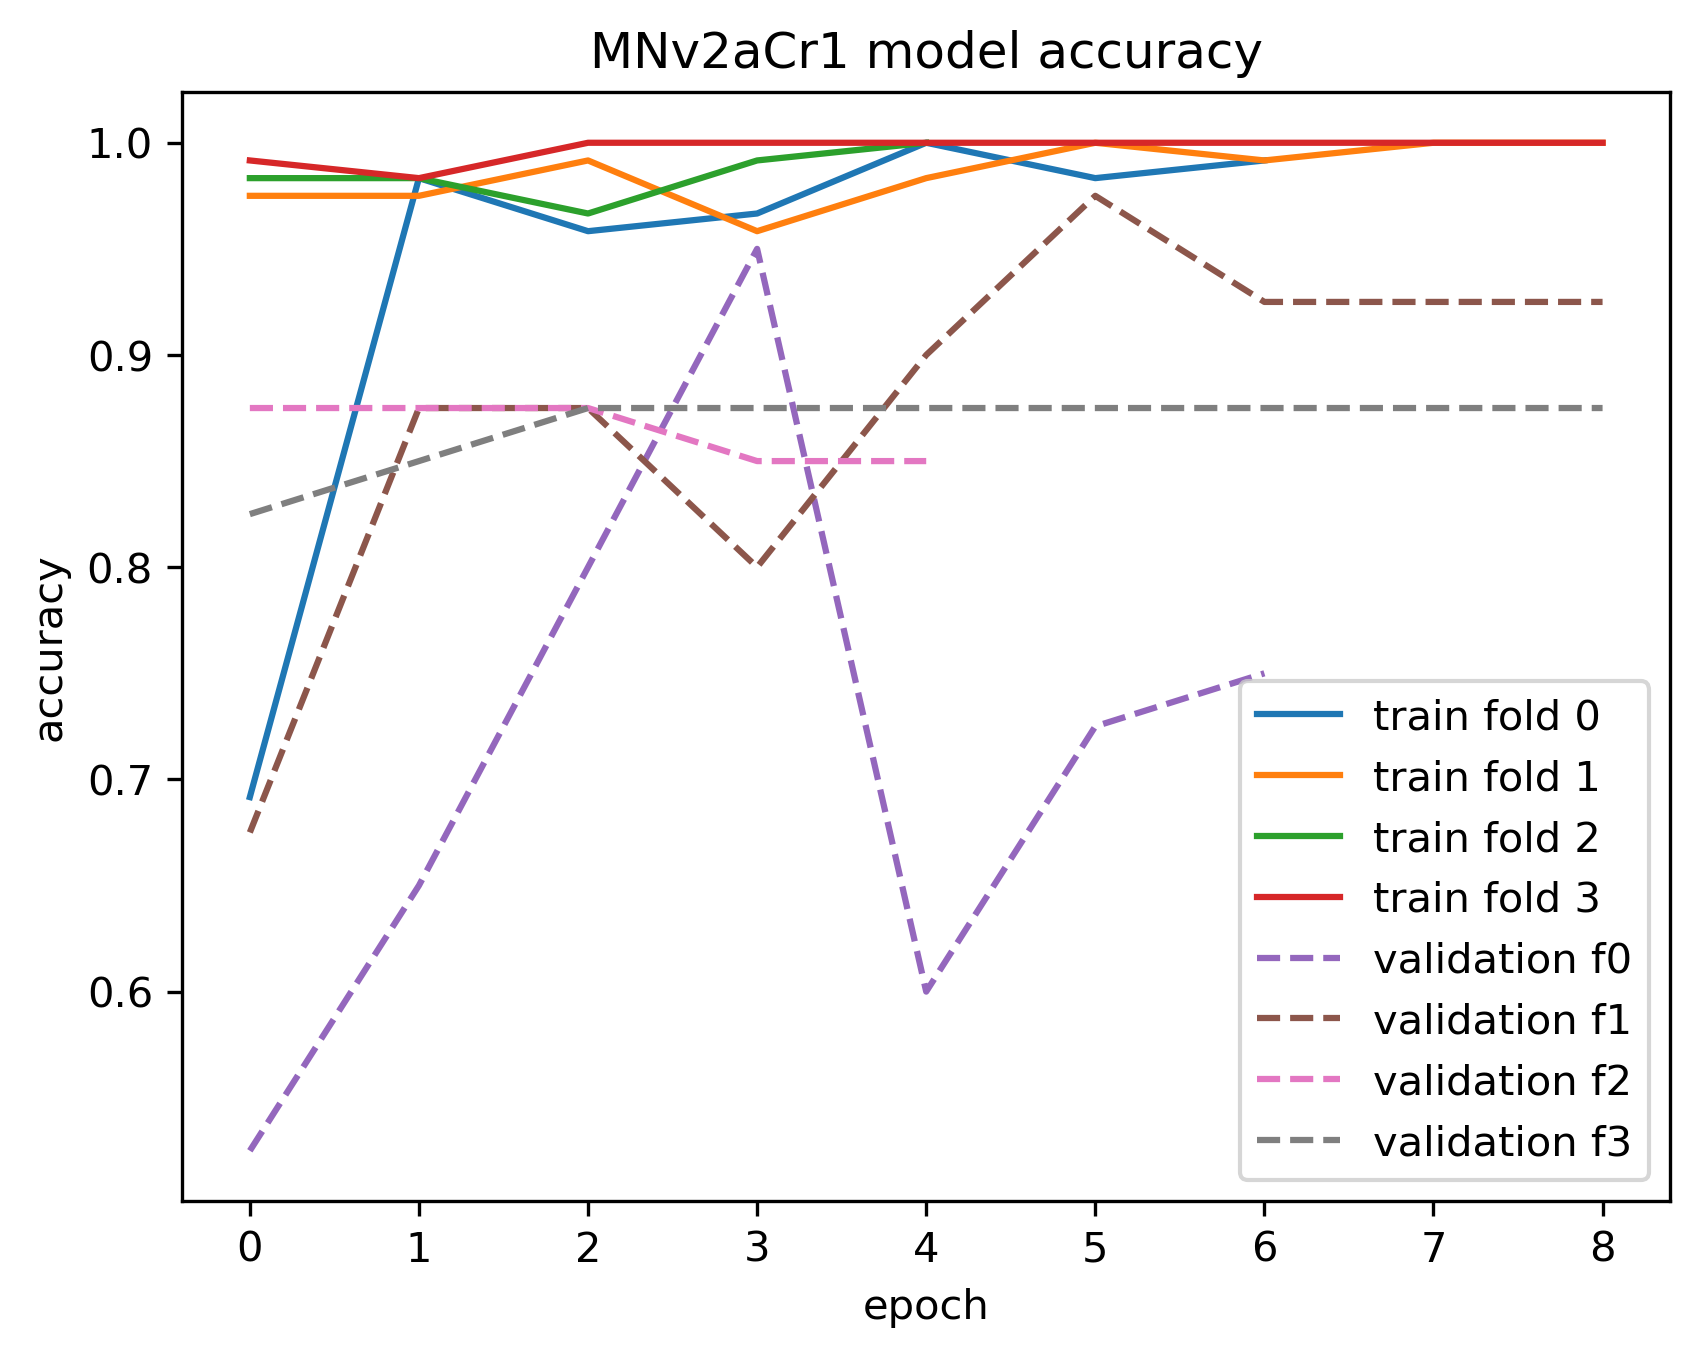 MNv2aCr1 model accuracy
1.0
0.9
0.8
0.7
0.6
accuracy
train fold 0
train fold 1
train fold 2
train fold 3
validation f0
validation f1
validation f2
validation f3
0 1 2 3 4 5 6 7 8
epoch